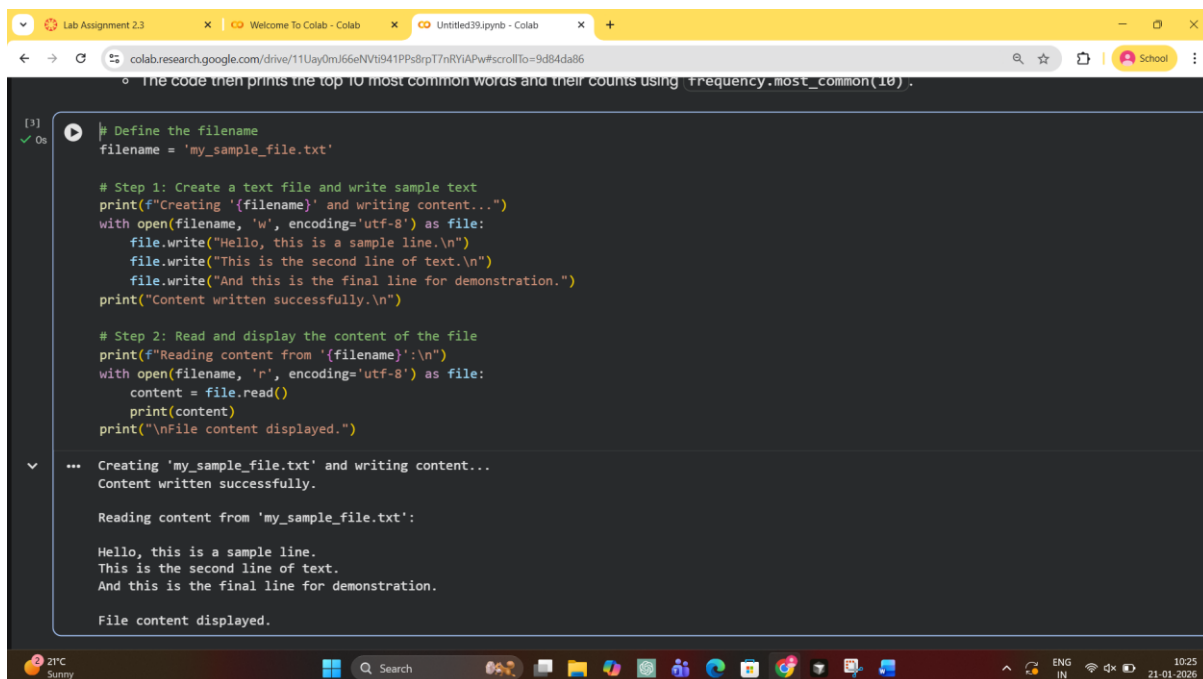 Lab Assignment 2.3
Welcome To Colab - Colab
Untitled39.ipynb - Colab
colab.research.google.com/drive/11Uay0mJ66eNVti941PPs8rpT7nRYiAPw#scrollTo=9d84da86
School
The code then prints the top 10 most common words and their counts using frequency.most_common(10) .
[3]
0s
# Define the filename
filename = 'my_sample_file.txt'
# Step 1: Create a text file and write sample text
print(f"Creating '{filename}' and writing content...")
with open(filename, 'w', encoding='utf-8') as file:
    file.write("Hello, this is a sample line.\n")
    file.write("This is the second line of text.\n")
    file.write("And this is the final line for demonstration.")
print("Content written successfully.\n")
# Step 2: Read and display the content of the file
print(f"Reading content from '{filename}':\n")
with open(filename, 'r', encoding='utf-8') as file:
    content = file.read()
    print(content)
print("\nFile content displayed.")
Creating 'my_sample_file.txt' and writing content...
Content written successfully.
Reading content from 'my_sample_file.txt':
Hello, this is a sample line.
This is the second line of text.
And this is the final line for demonstration.
File content displayed.
2
21°C
Sunny
Search
ENG
IN
10:25
21-01-2026